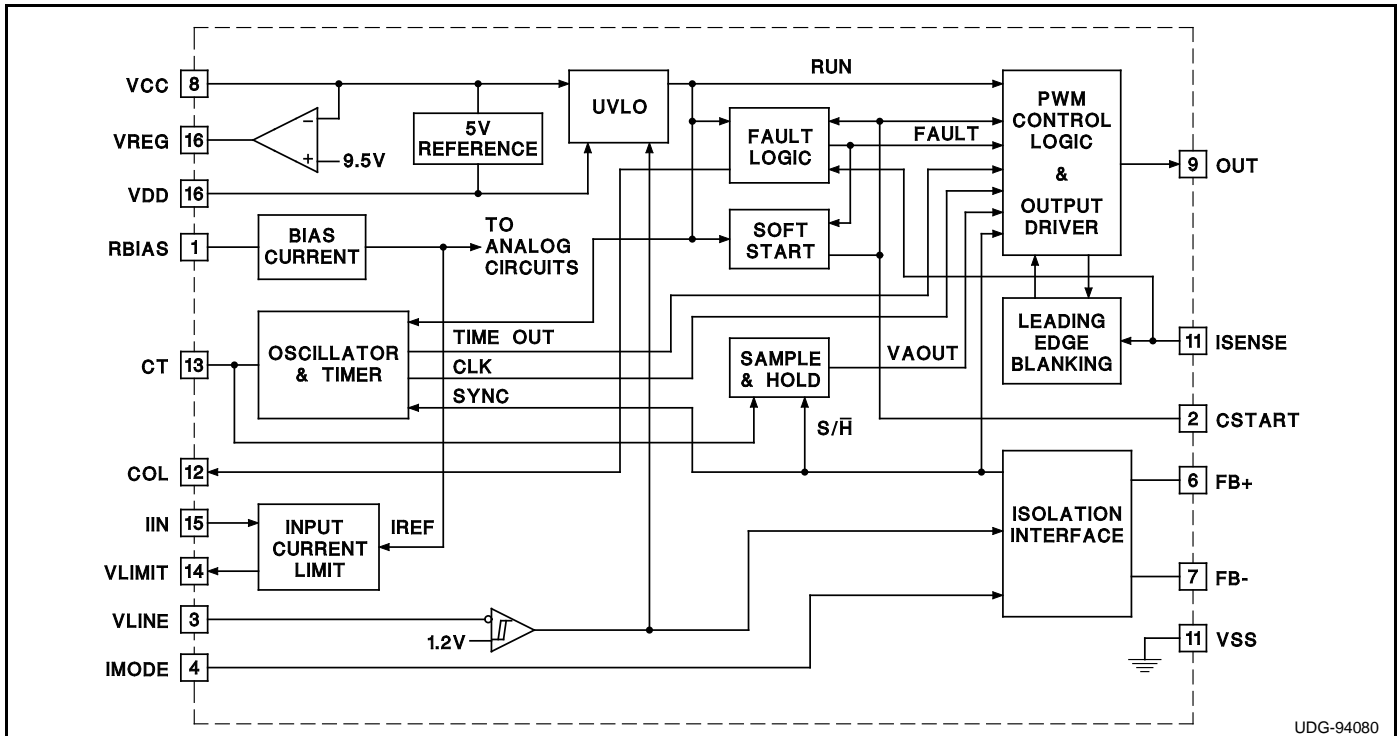 VCC 8
VREG 16
VDD 16
RBIAS 1
CT 13
COL 12
IIN 15
VLIMIT 14
VLINE 3
IMODE 4
−
+
9.5V
5V
REFERENCE
UVLO
RUN
BIAS
CURRENT
TO
ANALOG
CIRCUITS
FAULT
LOGIC
FAULT
SOFT
START
PWM
CONTROL
LOGIC
&
OUTPUT
DRIVER
OSCILLATOR
& TIMER
TIME OUT
CLK
SYNC
SAMPLE
& HOLD
VAOUT
S/H̅
LEADING
EDGE
BLANKING
INPUT
CURRENT
LIMIT
IREF
1.2V
ISOLATION
INTERFACE
9 OUT
11 ISENSE
2 CSTART
6 FB+
7 FB-
11 VSS
UDG-94080